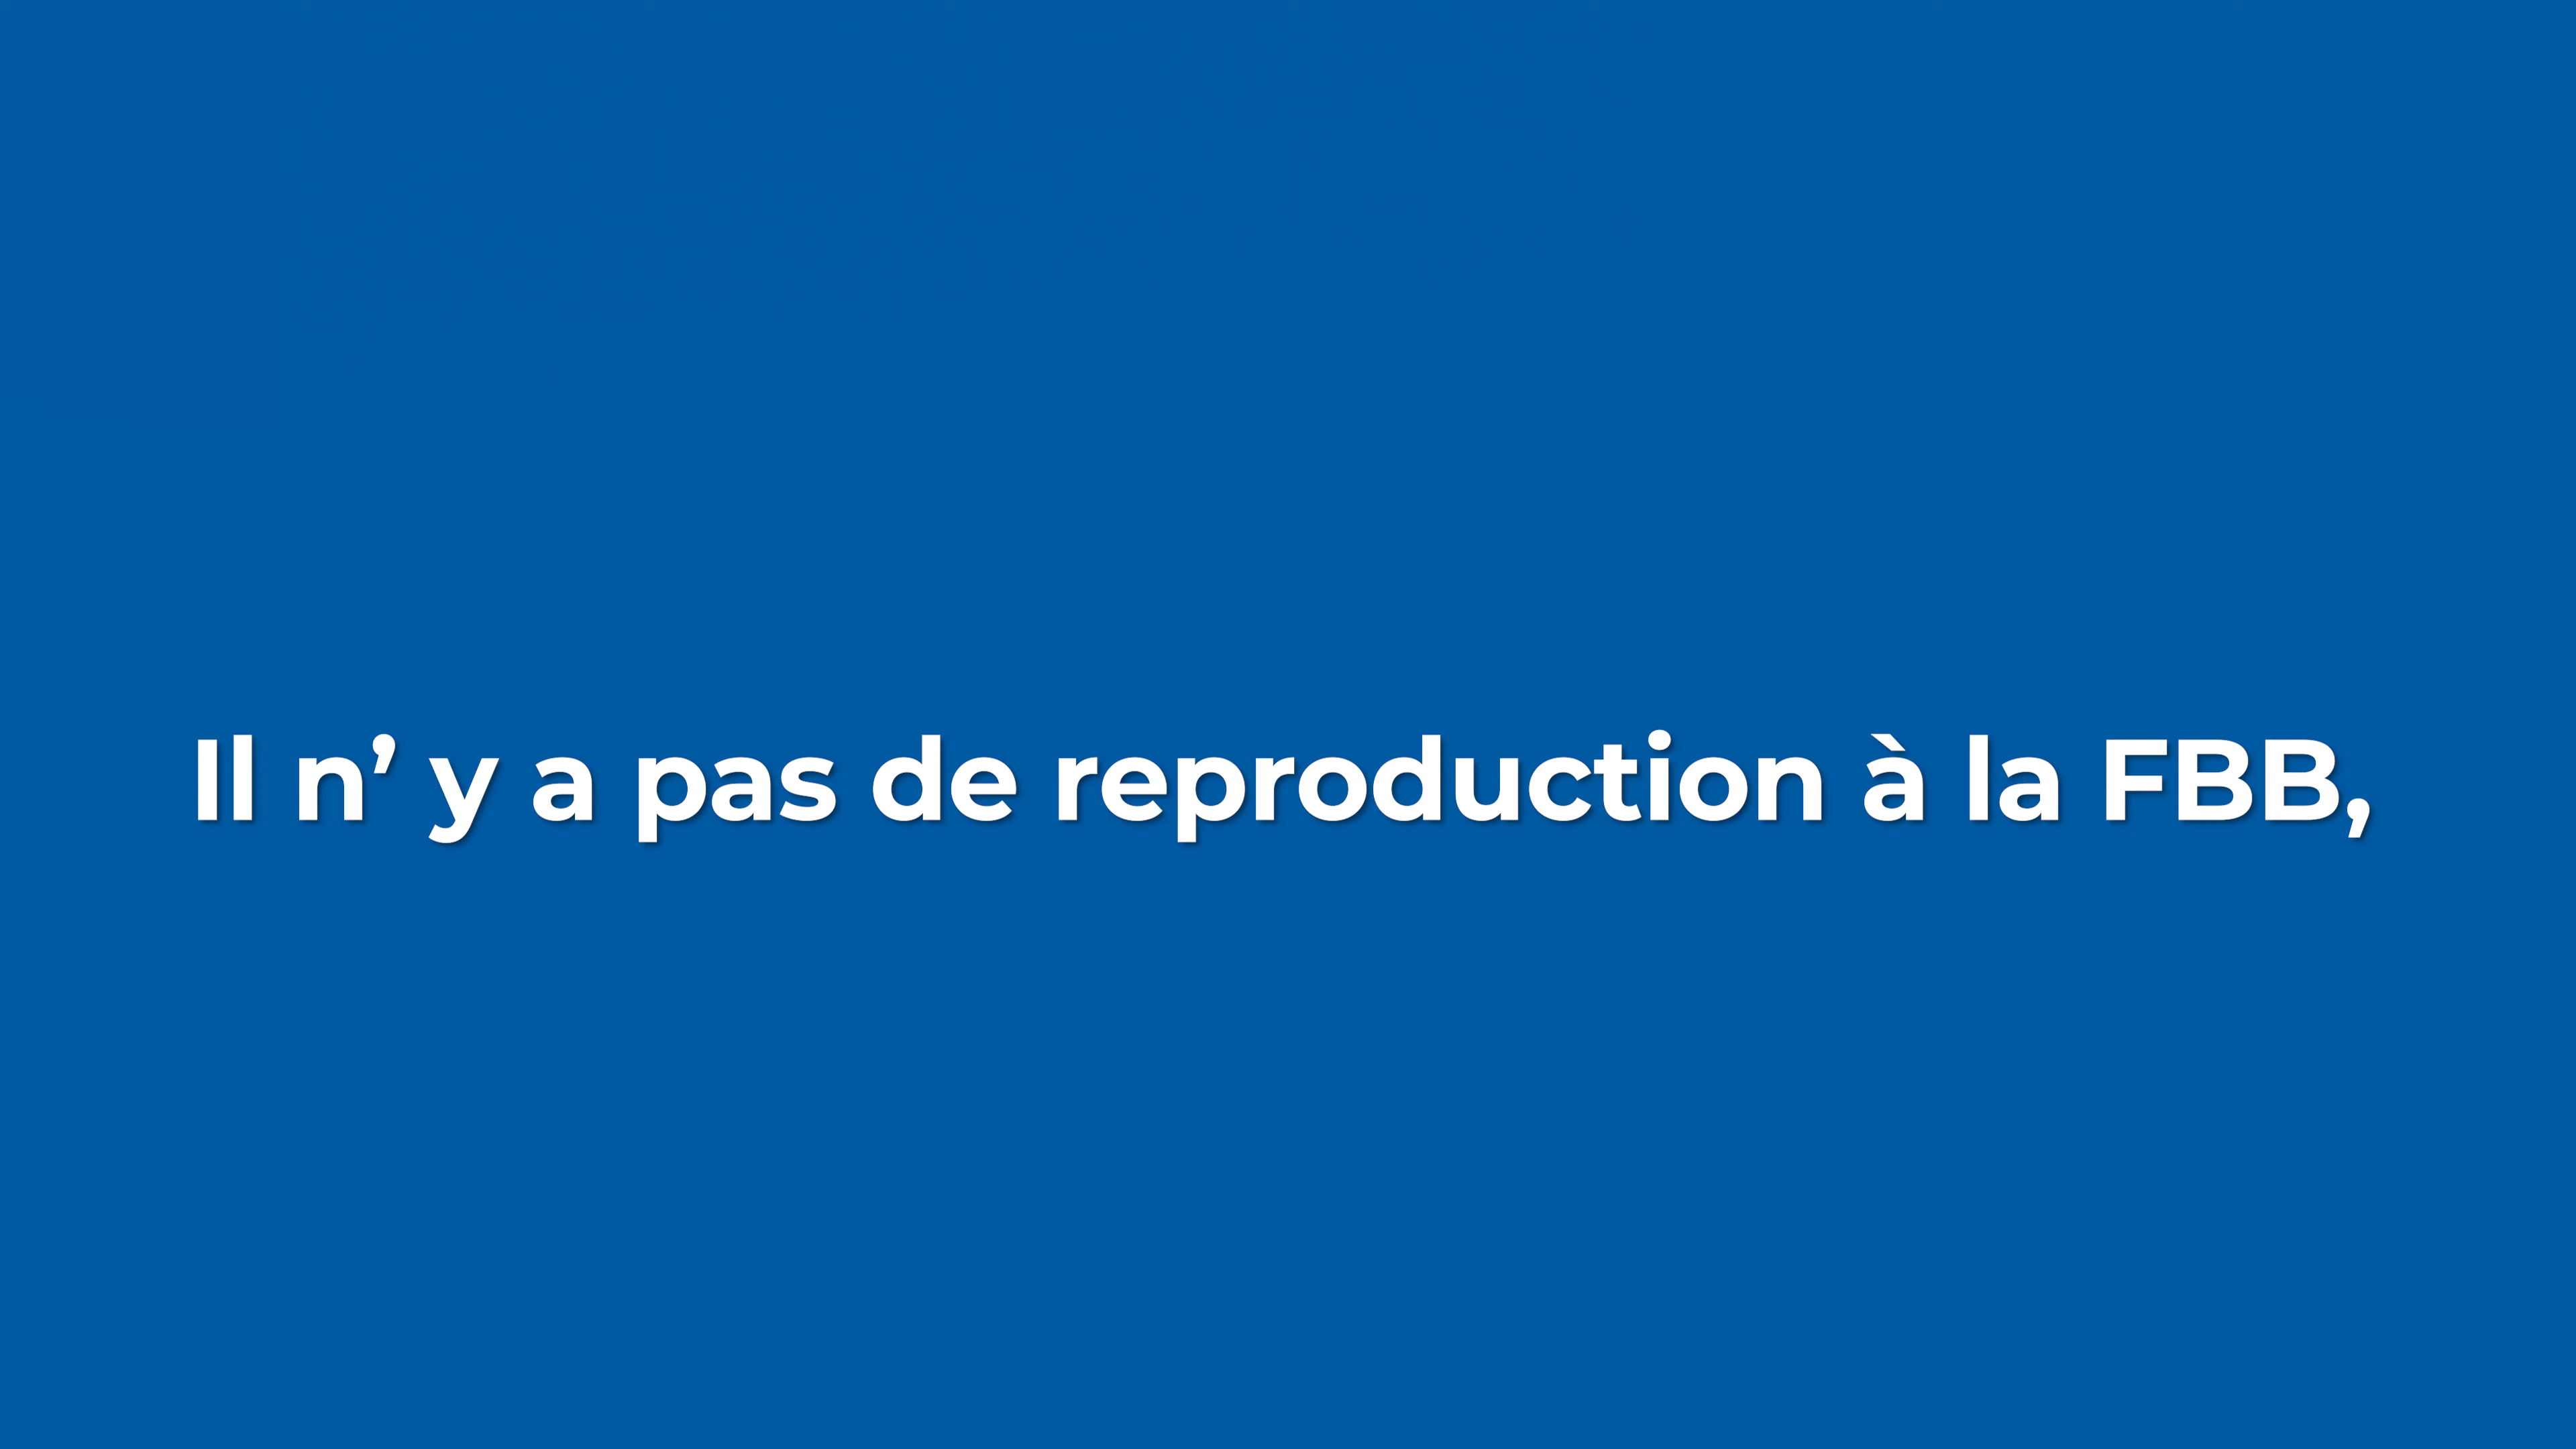 Il n’ y a pas de reproduction à la FBB,